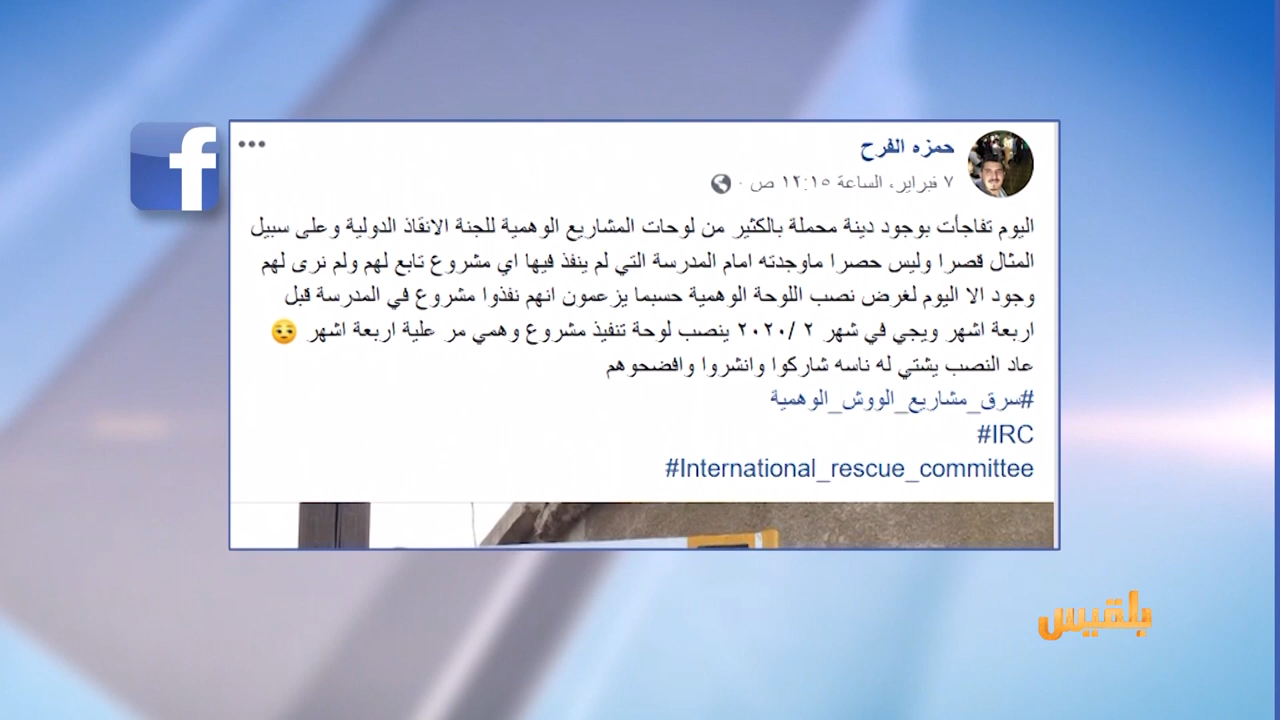 f
حمزه الفرح
٧ فبراير، الساعة ١٢:١٥ ص ·
اليوم تفاجأت بوجود دينة محملة بالكثير من لوحات المشاريع الوهمية للجنة الانقاذ الدولية وعلى سبيل
المثال قصرا وليس حصرا ماوجدته امام المدرسة التي لم ينفذ فيها اي مشروع تابع لهم ولم نرى لهم
وجود الا اليوم لغرض نصب اللوحة الوهمية حسبما يزعمون انهم نفذوا مشروع في المدرسة قبل
اربعة اشهر ويجي في شهر ٢ /٢٠٢٠ ينصب لوحة تنفيذ مشروع وهمي مر علية اربعة اشهر 😒
عاد النصب يشتي له ناسه شاركوا وانشروا وافضحوهم
#سرق_مشاريع_الووش_الوهمية
#IRC
#International_rescue_committee
بلقيس